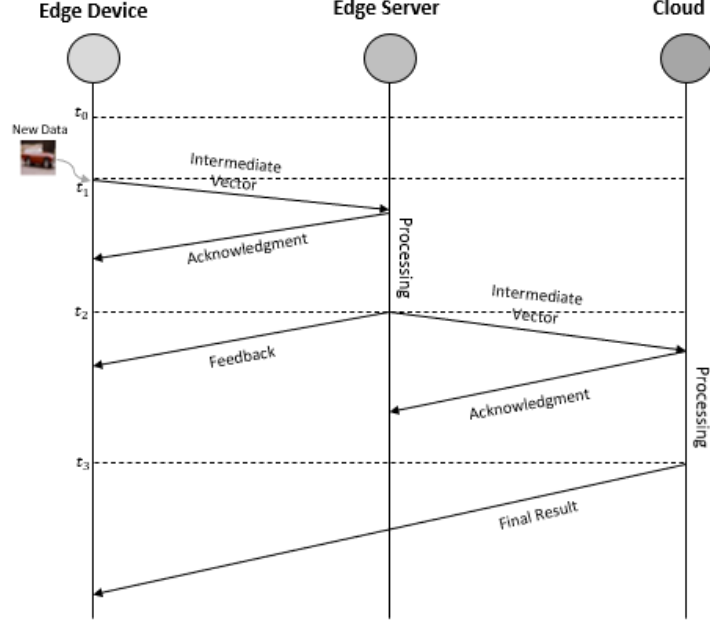 Edge Device
Edge Server
Cloud
t0
New Data
t1
Intermediate
Vector
Acknowledgment
Processing
t2
Intermediate
Vector
Feedback
Acknowledgment
Processing
t3
Final Result